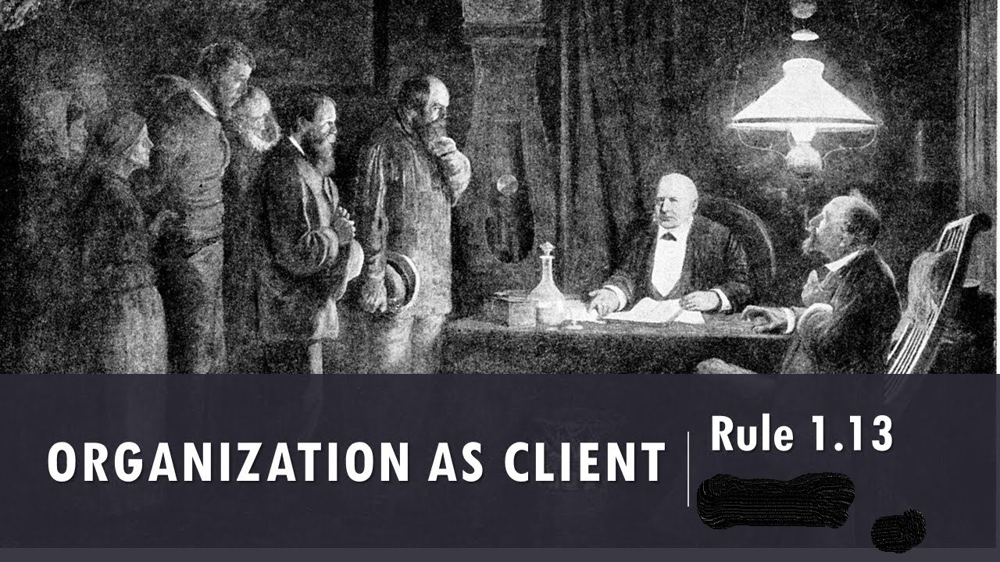 ORGANIZATION AS CLIENT
Rule 1.13